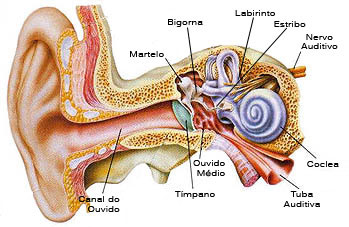 Labirinto
Bigorna
Estribo
Nervo
Auditivo
Martelo
Coclea
Ouvido
Médio
Tímpano
Tuba
Auditiva
Canal do
Ouvido